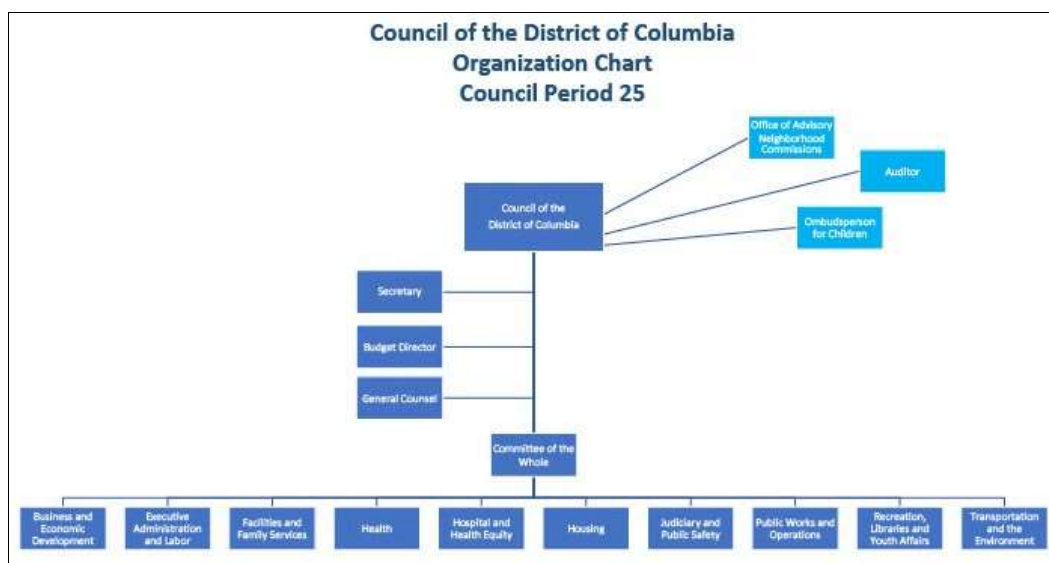 Council of the District of Columbia
Organization Chart
Council Period 25
Office of Advisory
Neighborhood
Commissions
Auditor
Council of the
District of Columbia
Ombudsperson
for Children
Secretary
Budget Director
General Counsel
Committee of the
Whole
Business and
Economic
Development
Executive
Administration
and Labor
Facilities and
Family Services
Health
Hospital and
Health Equity
Housing
Judiciary and
Public Safety
Public Works and
Operations
Recreation,
Libraries and
Youth Affairs
Transportation
and the
Environment